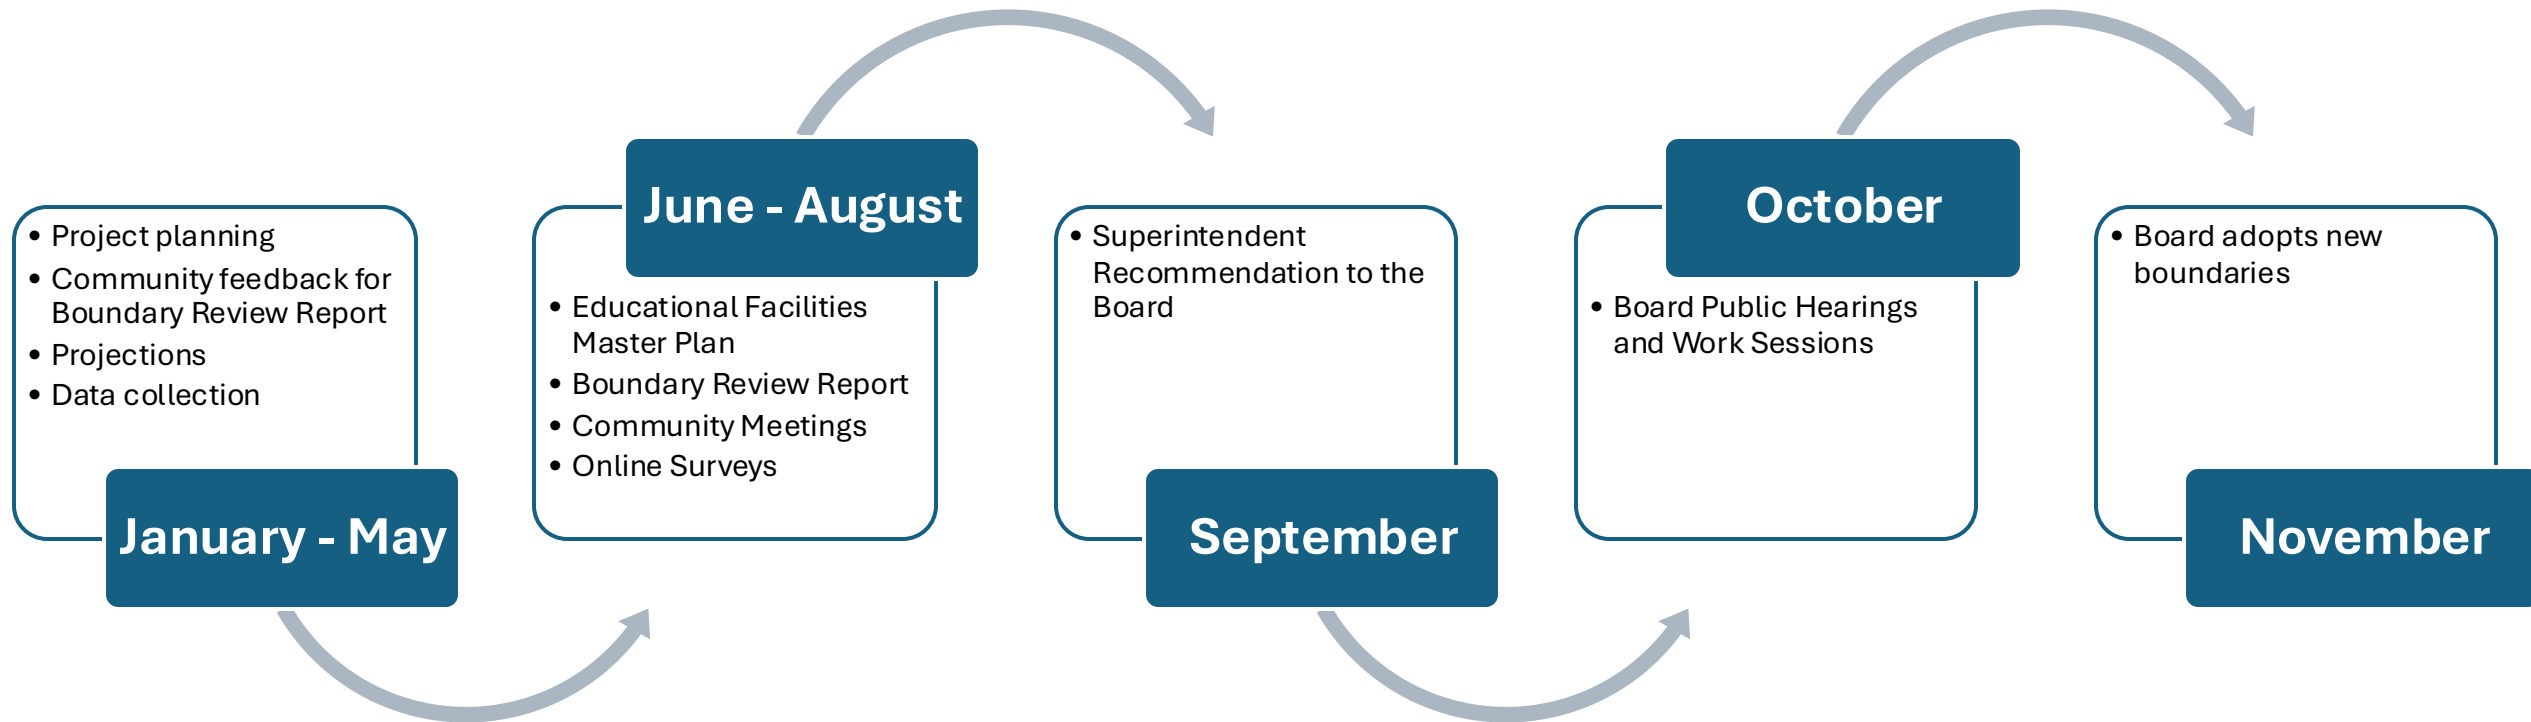 • Project planning
• Community feedback for
Boundary Review Report
• Projections
• Data collection
January - May
June - August
• Educational Facilities
Master Plan
• Boundary Review Report
• Community Meetings
• Online Surveys
• Superintendent
Recommendation to the
Board
September
October
• Board Public Hearings
and Work Sessions
• Board adopts new
boundaries
November